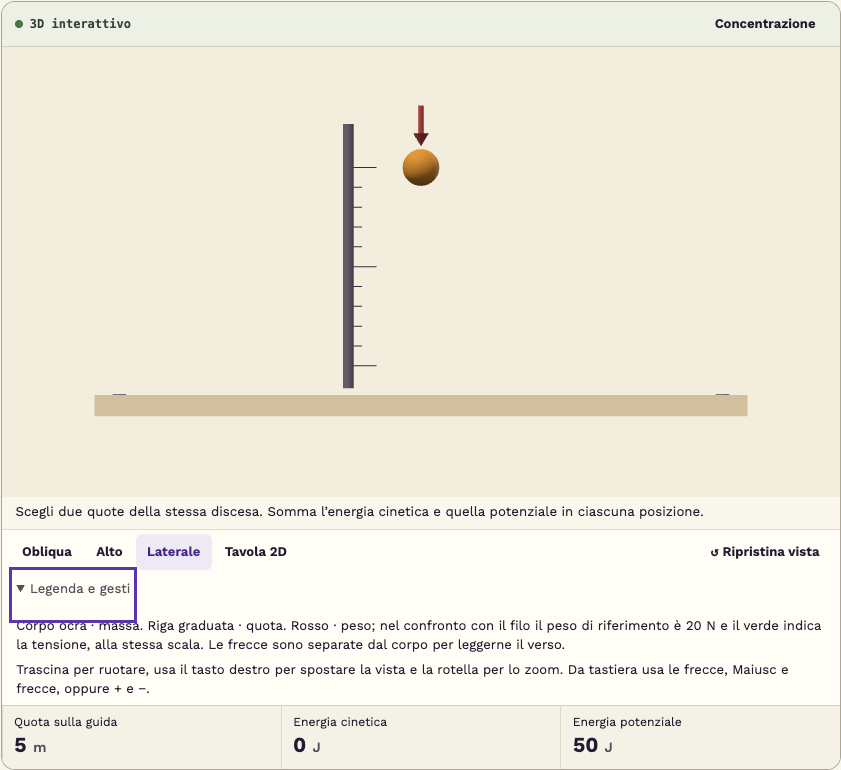 3D interattivo
Concentrazione
Scegli due quote della stessa discesa. Somma l’energia cinetica e quella potenziale in ciascuna posizione.
Obliqua Alto Laterale Tavola 2D
↺ Ripristina vista
▼ Legenda e gesti
Corpo ocra · massa. Riga graduata · quota. Rosso · peso; nel confronto con il filo il peso di riferimento è 20 N e il verde indica
la tensione, alla stessa scala. Le frecce sono separate dal corpo per leggerne il verso.
Trascina per ruotare, usa il tasto destro per spostare la vista e la rotella per lo zoom. Da tastiera usa le frecce, Maiusc e
frecce, oppure + e −.
Quota sulla guida
5 m
Energia cinetica
0 J
Energia potenziale
50 J